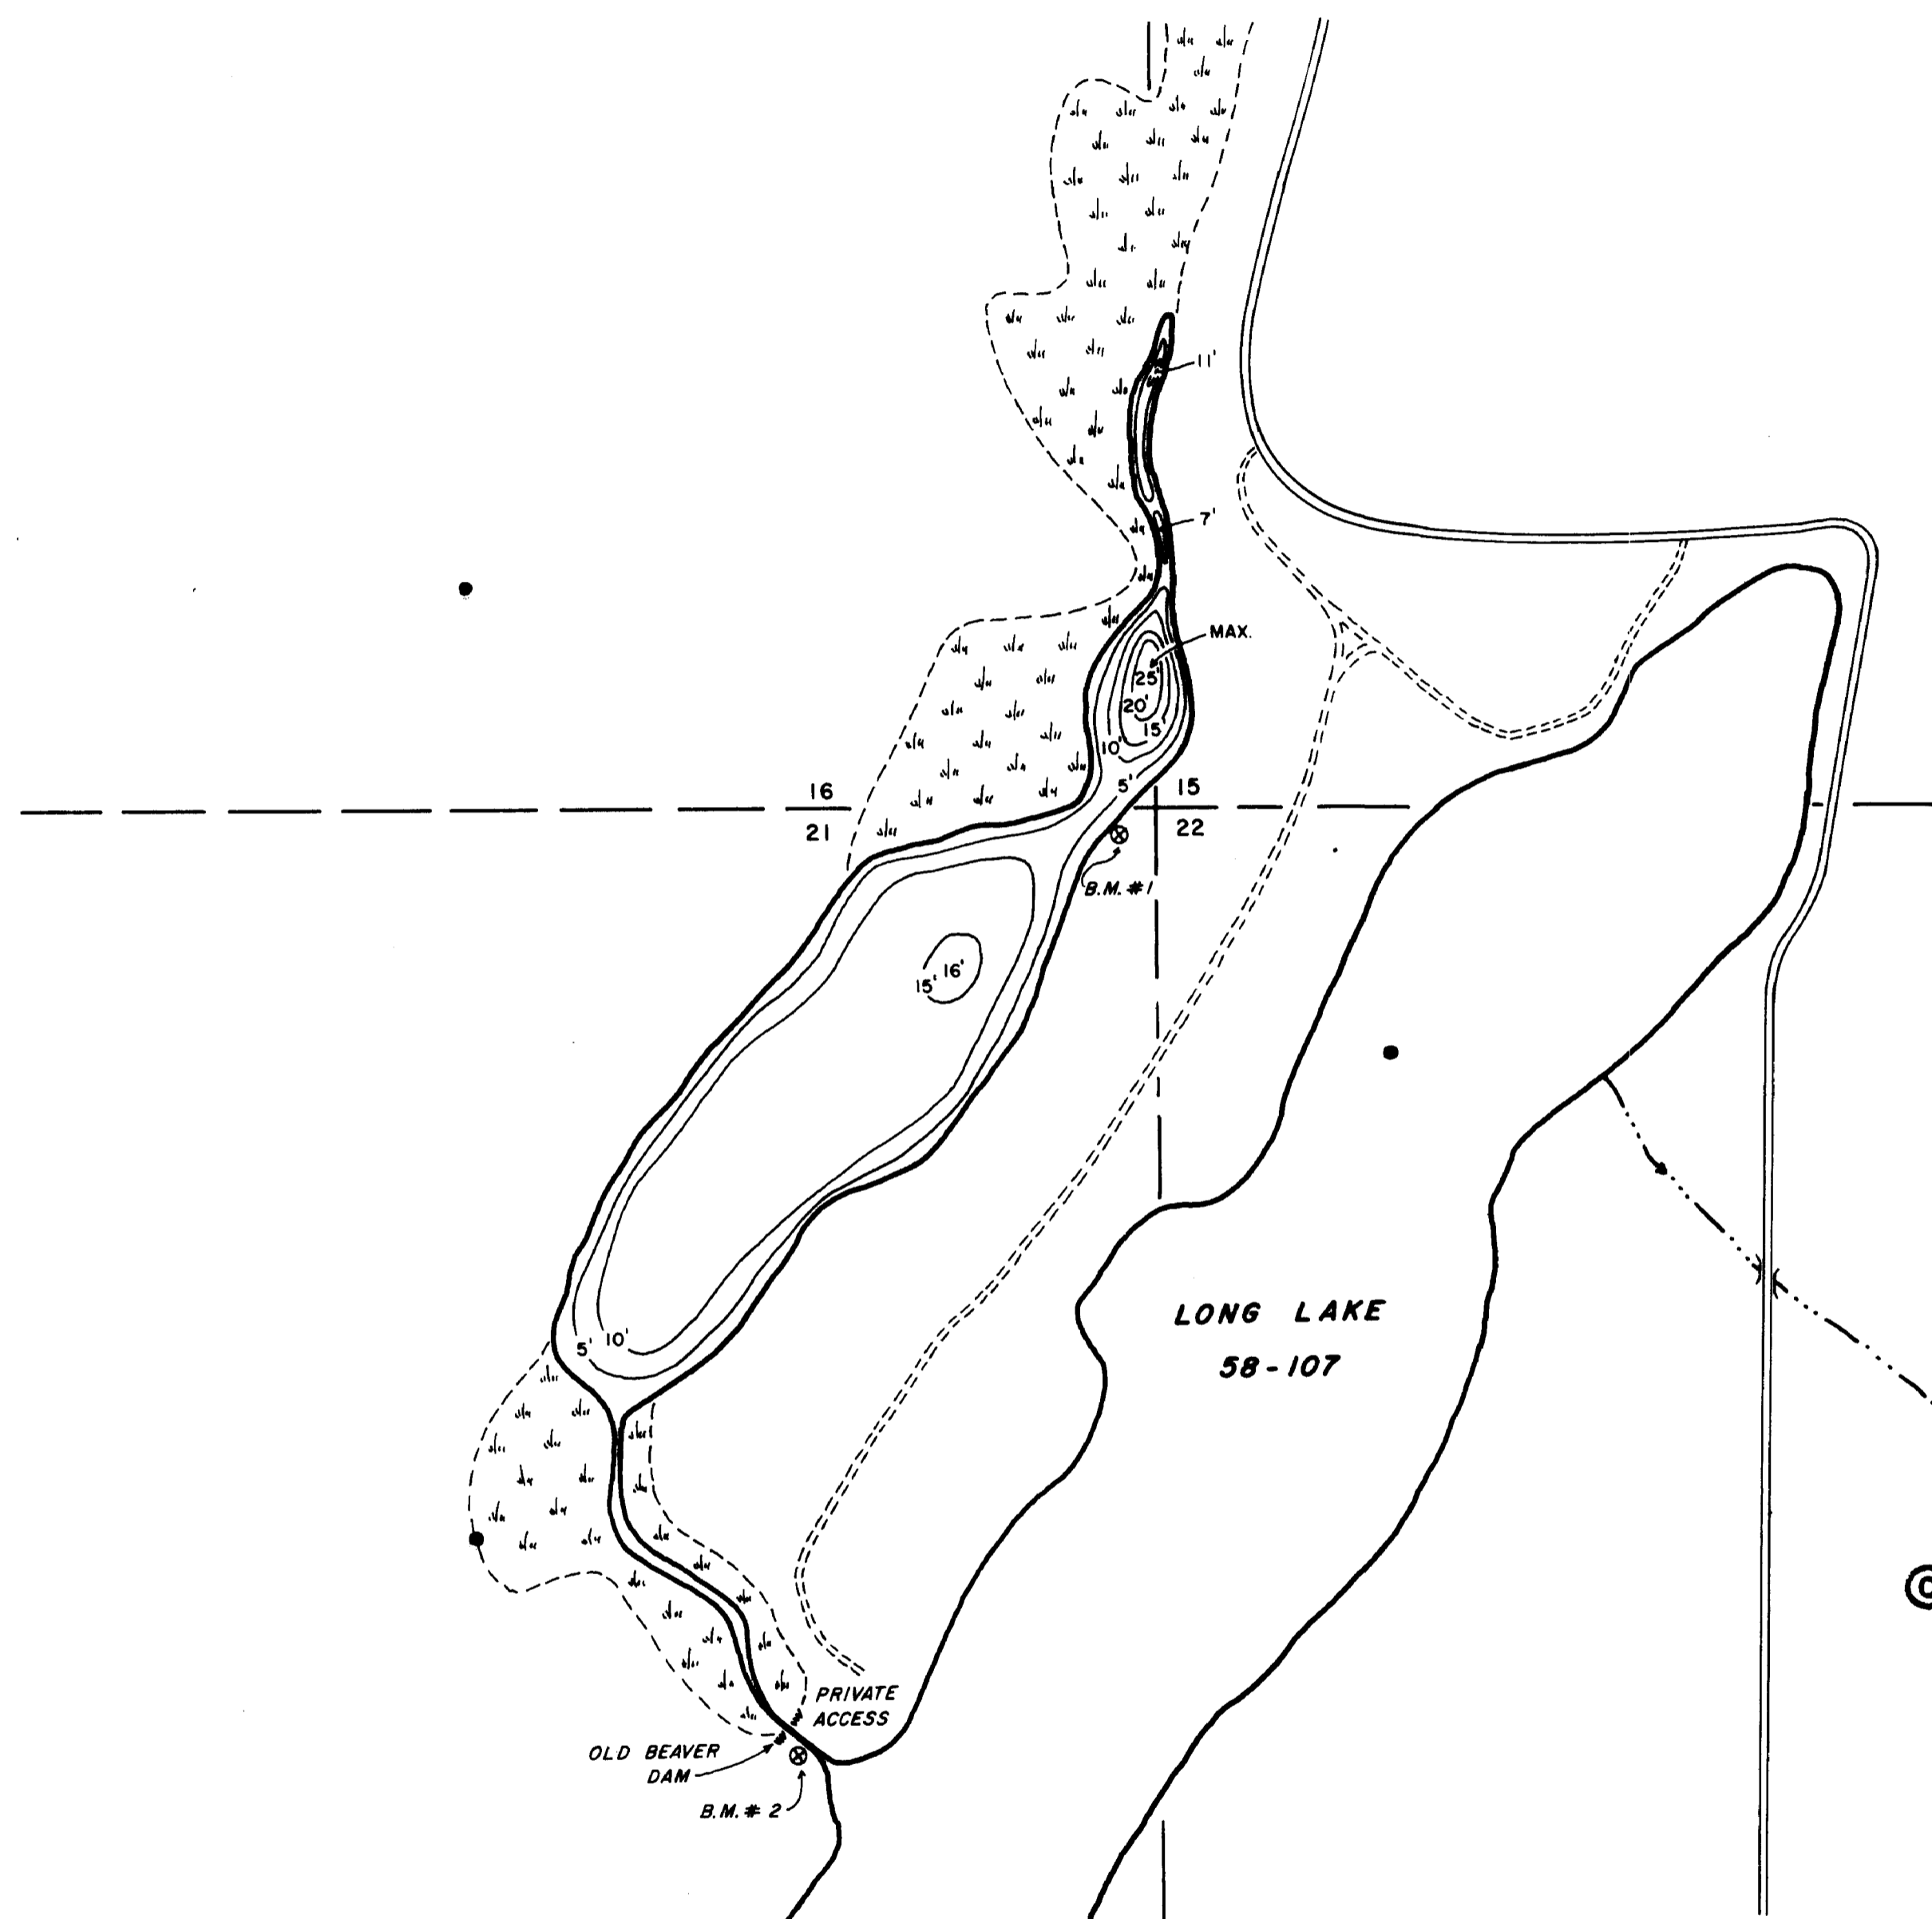 11'
7'
MAX.
25'
20'
15'
10'
5'
16
15
21
22
B.M. #1
15' 16'
LONG LAKE
58-107
5' 10'
PRIVATE
ACCESS
OLD BEAVER
DAM
B.M. # 2